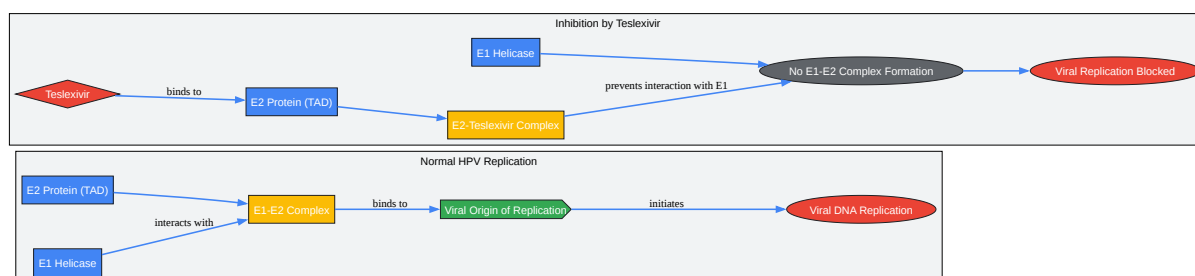 Inhibition by Teslexivir
E1 Helicase
No E1-E2 Complex Formation
Viral Replication Blocked
Teslexivir
binds to
E2 Protein (TAD)
prevents interaction with E1
E2-Teslexivir Complex
Normal HPV Replication
E2 Protein (TAD)
interacts with
E1 Helicase
E1-E2 Complex
binds to
Viral Origin of Replication
initiates
Viral DNA Replication